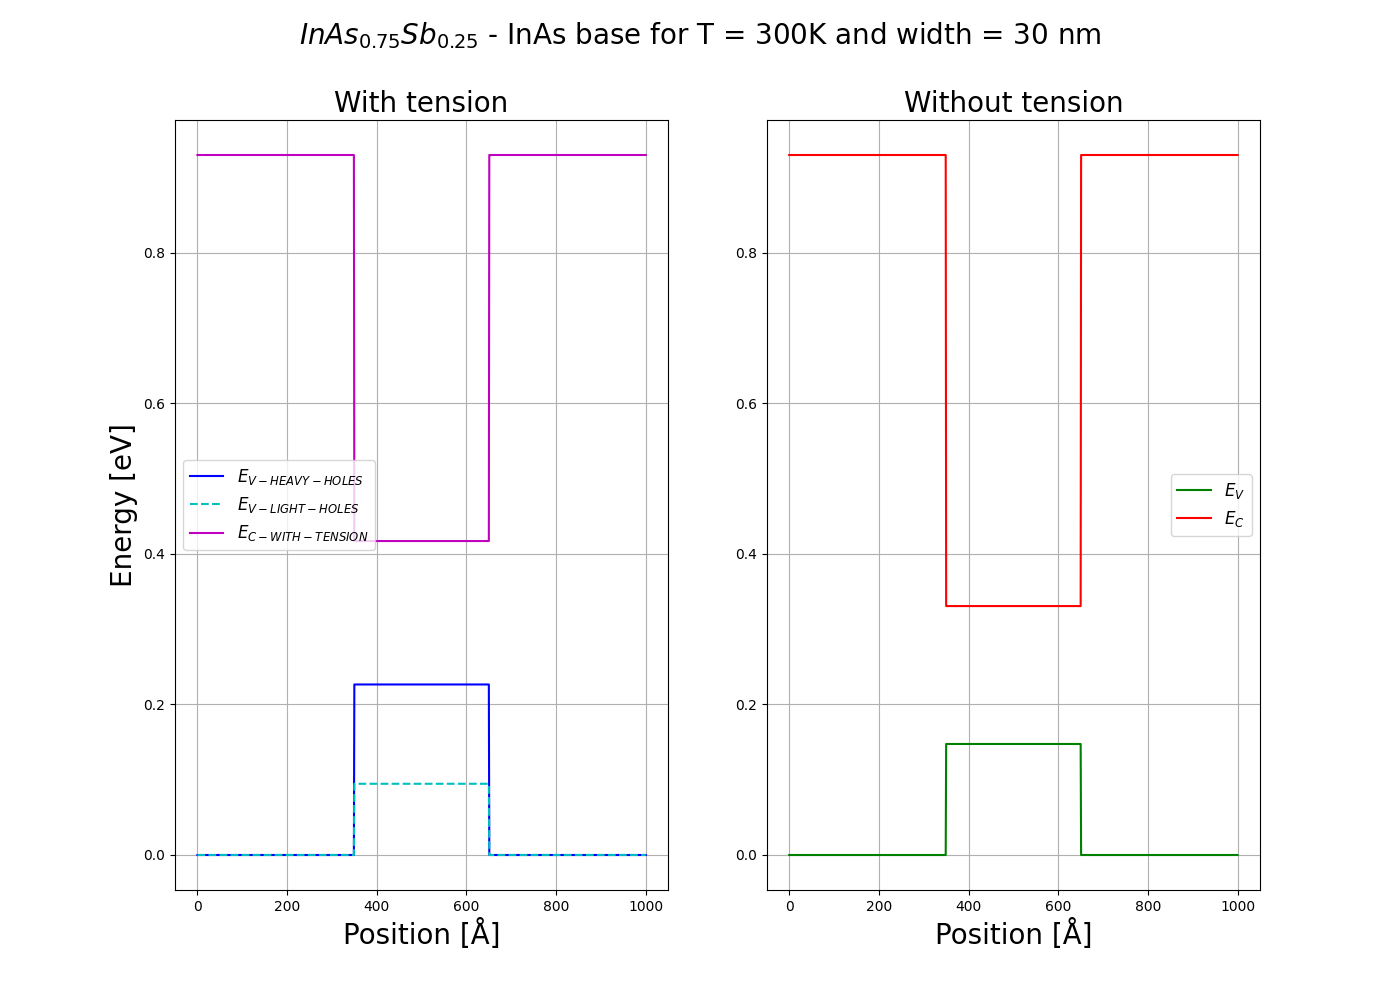 InAs0.75Sb0.25 - InAs base for T = 300K and width = 30 nm
With tension
Energy [eV]
0.8
0.6
0.4
0.2
0.0
EV−HEAVY−HOLES
EV−LIGHT−HOLES
EC−WITH−TENSION
0 200 400 600 800 1000
Position [Å]
Without tension
0.8
0.6
0.4
0.2
0.0
EV
EC
0 200 400 600 800 1000
Position [Å]